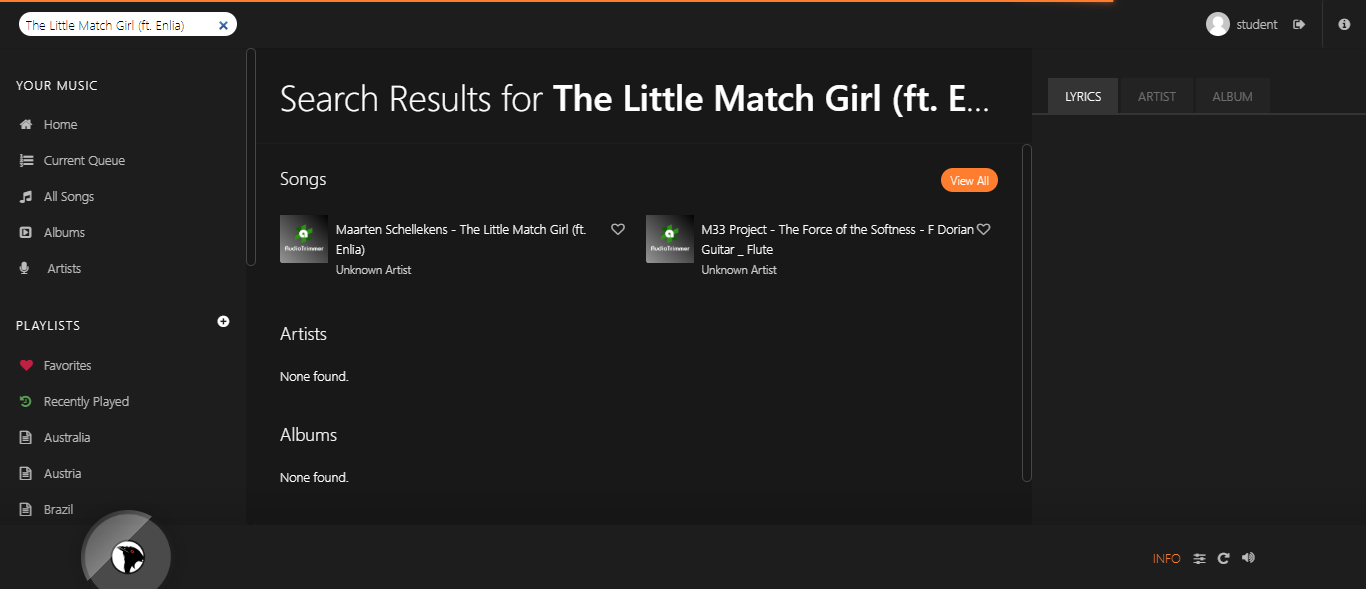 The Little Match Girl (ft. Enlia)
student
YOUR MUSIC
Home
Current Queue
All Songs
Albums
Artists
PLAYLISTS
Favorites
Recently Played
Australia
Austria
Brazil
Search Results for The Little Match Girl (ft. E...
Songs
View All
AudioTrimmer
Maarten Schellekens - The Little Match Girl (ft.
Enlia)
Unknown Artist
AudioTrimmer
M33 Project - The Force of the Softness - F Dorian
Guitar _ Flute
Unknown Artist
Artists
None found.
Albums
None found.
LYRICS
ARTIST
ALBUM
INFO